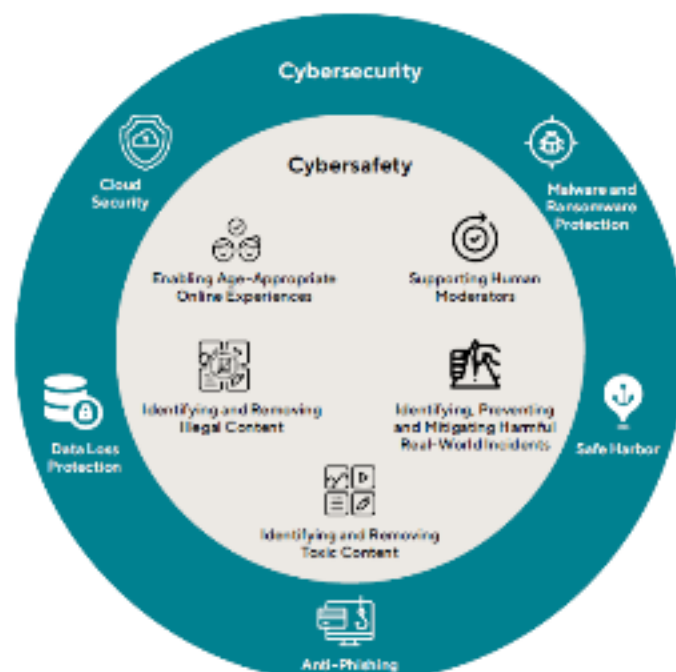 Cybersecurity
Cloud
Security
Malware and
Ransomware
Protection
Cybersafety
Enabling Age-Appropriate
Online Experiences
Supporting Human
Moderators
Identifying and Removing
Illegal Content
Identifying, Preventing
and Mitigating Harmful
Real-World Incidents
Data Loss
Protection
Safe Harbor
Identifying and Removing
Toxic Content
Anti-Phishing